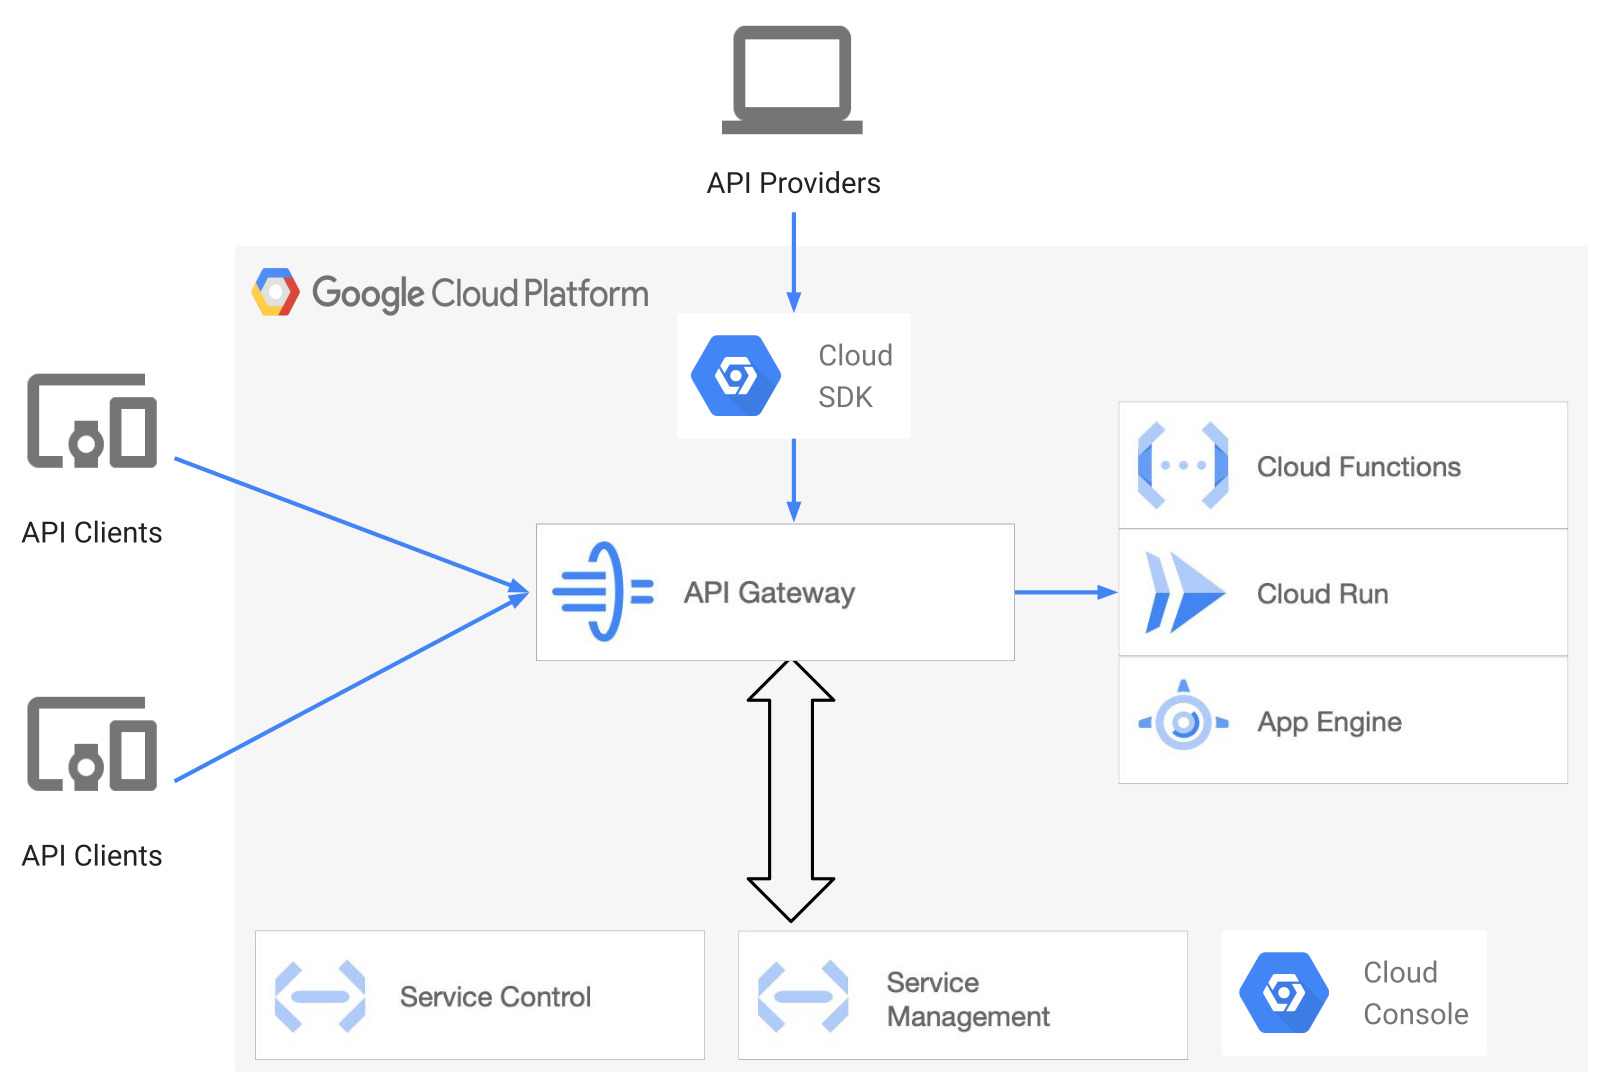 API Providers
Google Cloud Platform
Cloud
SDK
API Clients
Cloud Functions
API Gateway
Cloud Run
App Engine
API Clients
Service Control
Service
Management
Cloud
Console